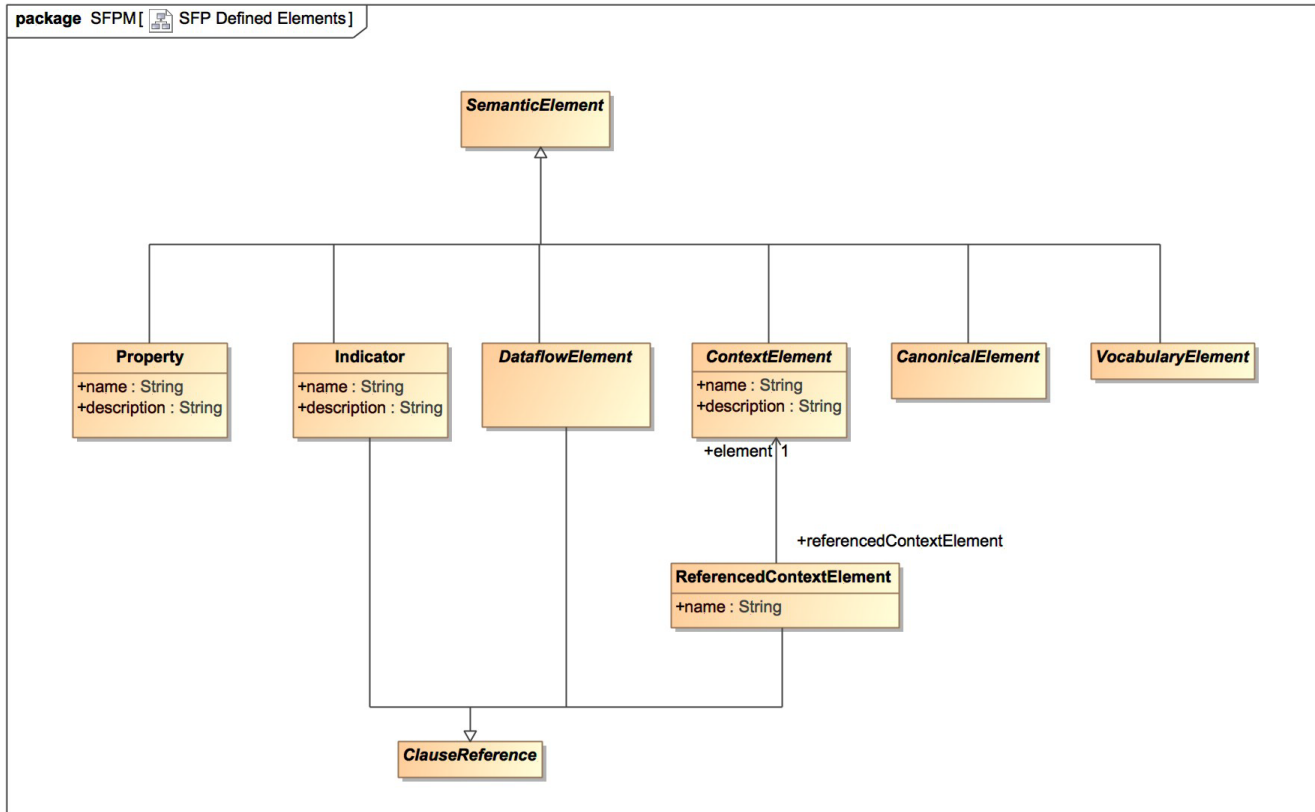 package SFPM [ SFP Defined Elements ]
SemanticElement
Property
+name : String
+description : String
Indicator
+name : String
+description : String
DataflowElement
ContextElement
+name : String
+description : String
CanonicalElement
VocabularyElement
+element 1
+referencedContextElement
ReferencedContextElement
+name : String
ClauseReference